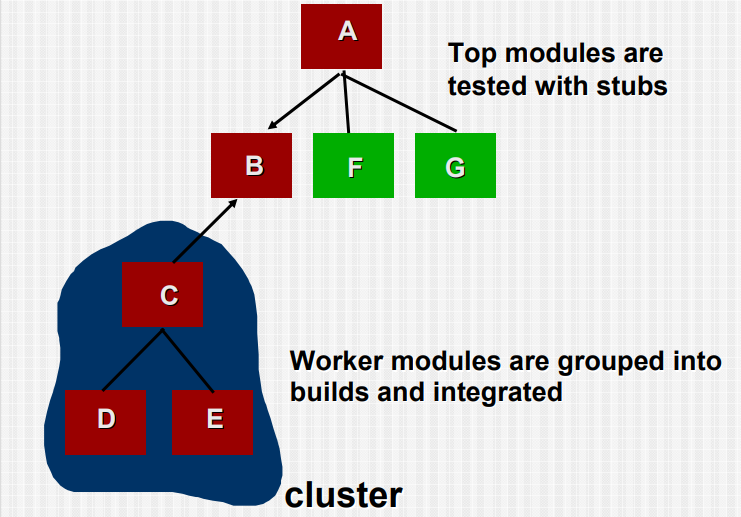 A
Top modules are
tested with stubs
B
F
G
C
Worker modules are grouped into
builds and integrated
D
E
cluster